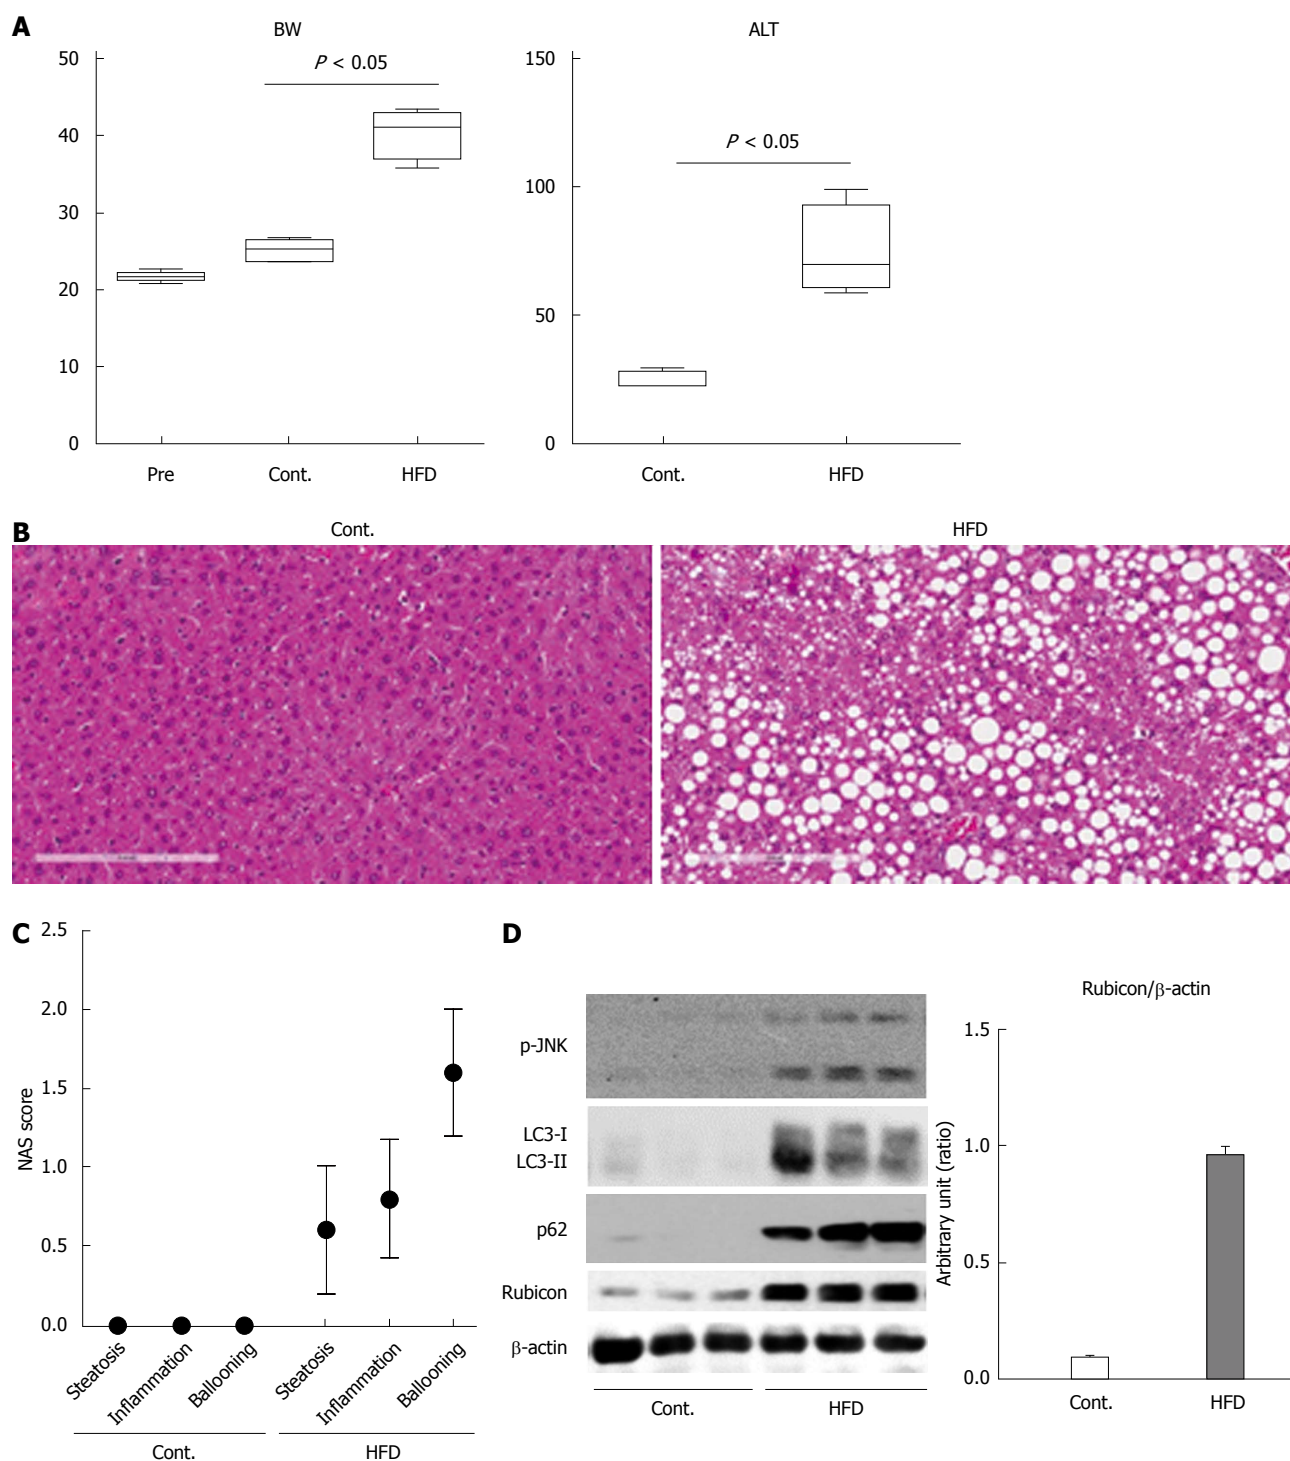 A
BW
ALT
50
40
30
20
10
0
P < 0.05
Pre
Cont.
HFD
150
100
50
0
P < 0.05
Cont.
HFD
B
Cont.
HFD
C
NAS score
2.5
2.0
1.5
1.0
0.5
0.0
Steatosis
Inflammation
Ballooning
Steatosis
Inflammation
Ballooning
Cont.
HFD
D
p-JNK
LC3-I
LC3-II
p62
Rubicon
β-actin
Cont.
HFD
Rubicon/β-actin
Arbitrary unit (ratio)
1.5
1.0
0.5
0.0
Cont.
HFD